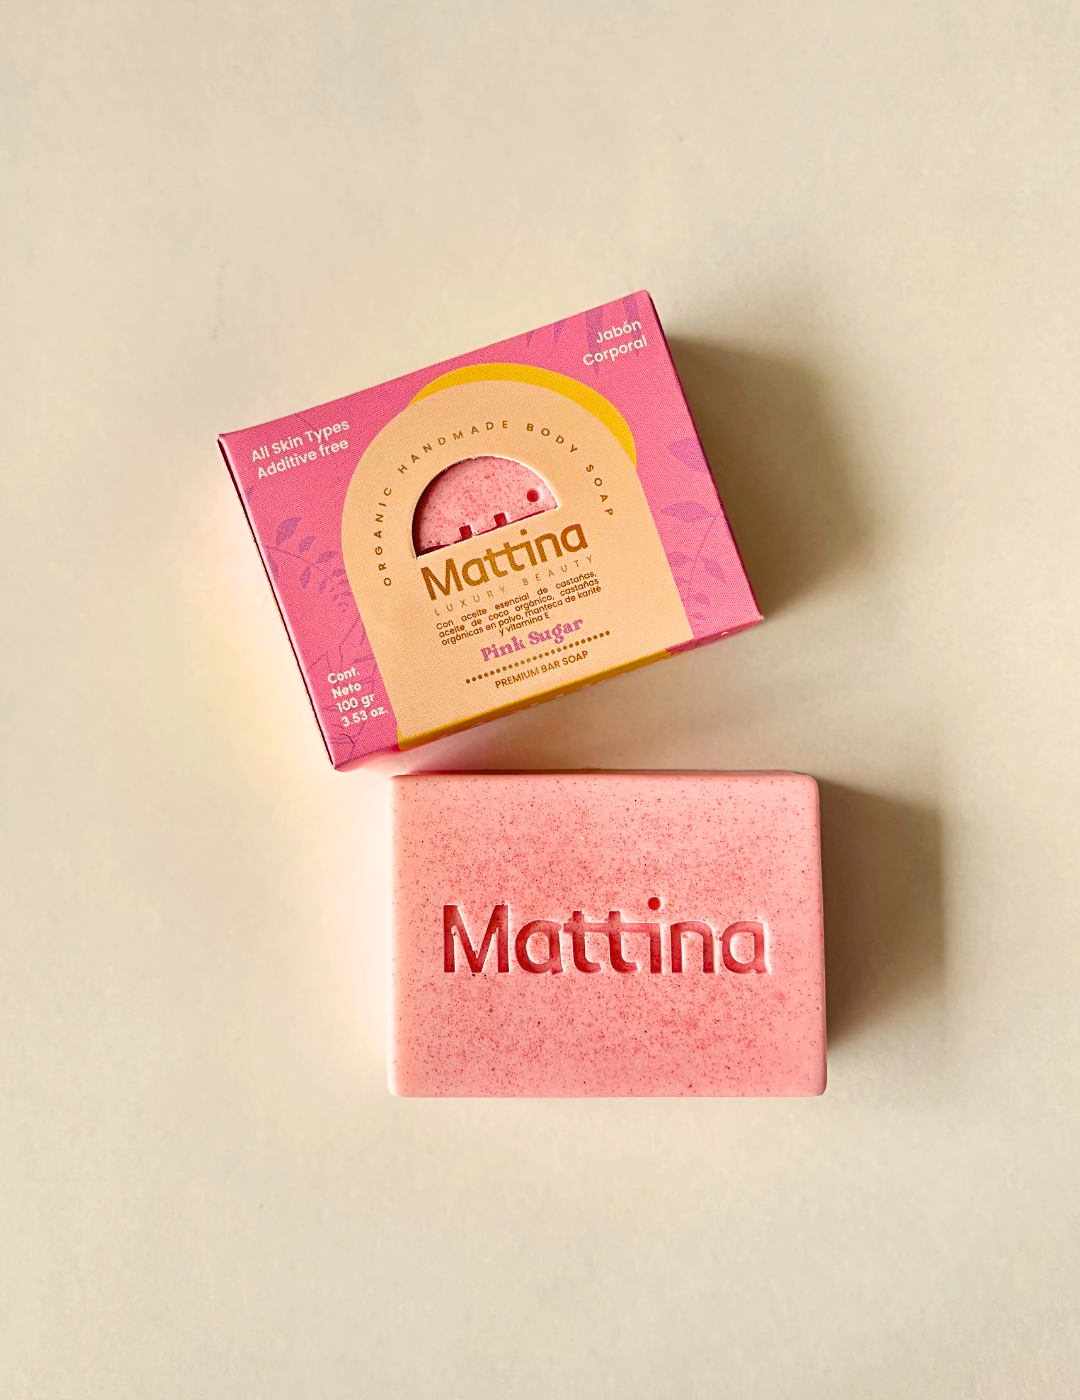 Jabón
Corporal
All Skin Types
Additive free
ORGANIC HANDMADE BODY SOAP
Mattina
LUXURY BEAUTY
Con aceite esencial de castañas,
aceite de coco orgánico, castañas
orgánicas en polvo, manteca de karité
y vitamina E
Pink Sugar
PREMIUM BAR SOAP
Cont.
Neto
100 gr
3.53 oz.
Mattina